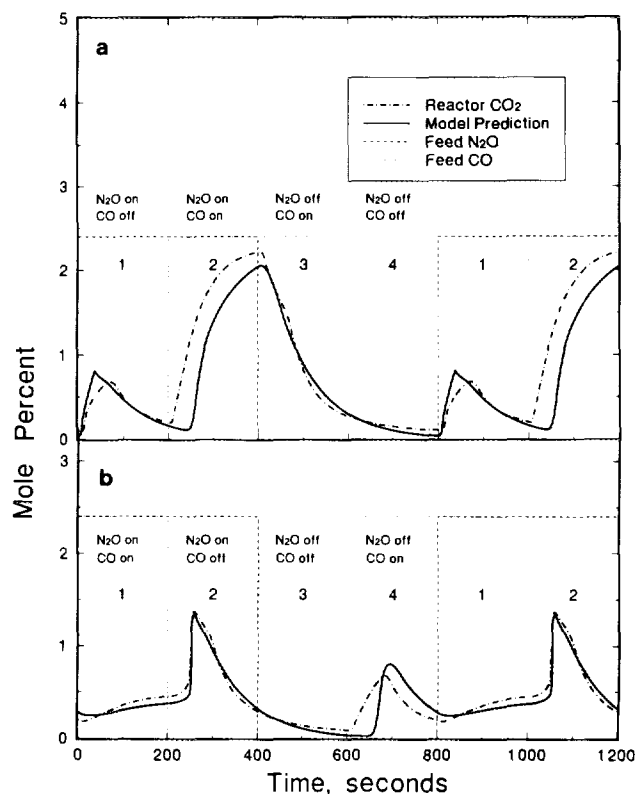 a
5
4
3
2
1
0
Reactor CO₂
Model Prediction
Feed N₂O
Feed CO
N₂O on
CO off
N₂O on
CO on
N₂O off
CO on
N₂O off
CO off
1
2
3
4
1
2
Mole Percent
b
3
2
1
0
N₂O on
CO on
N₂O on
CO off
N₂O off
CO off
N₂O off
CO on
1
2
3
4
1
2
0 200 400 600 800 1000 1200
Time, seconds